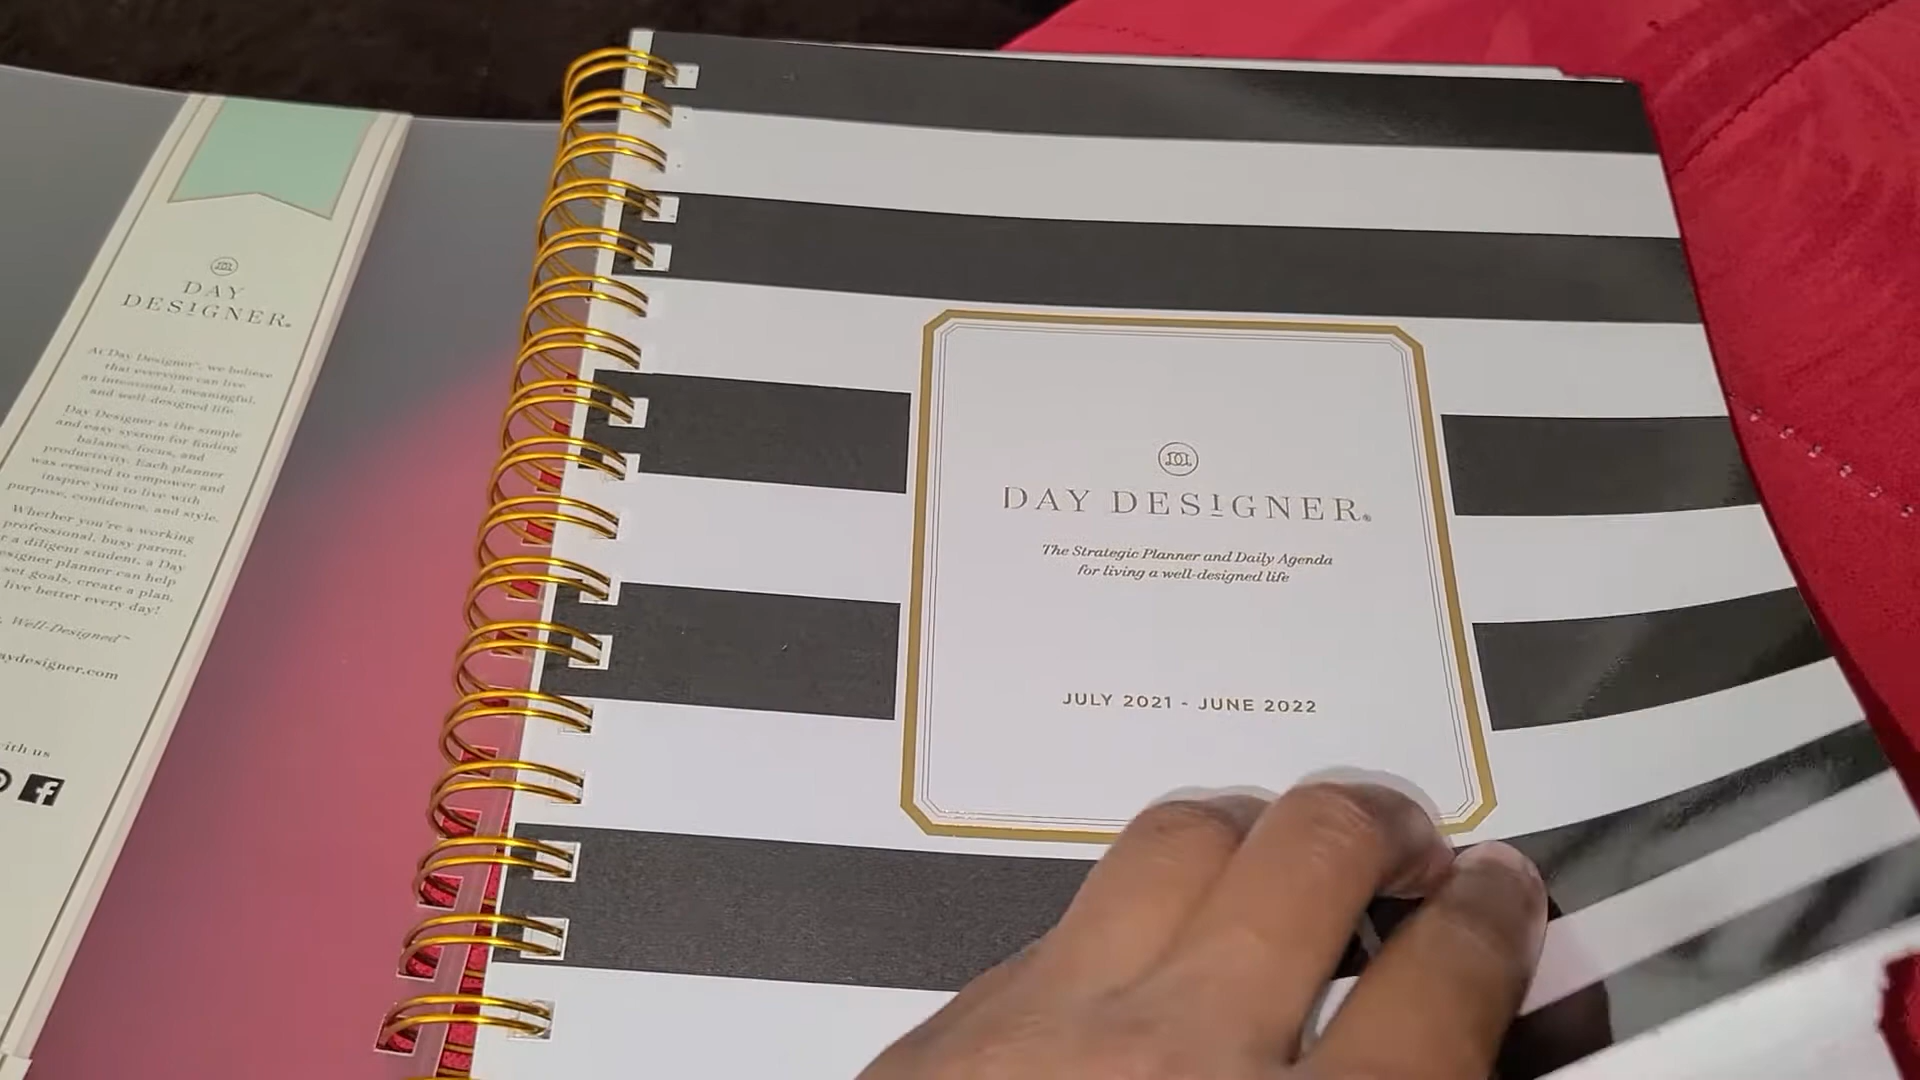 DAY
DESIGNER®
At Day Designer®, we believe
that everyone can live
an intentional, meaningful,
and well-designed life.
Day Designer is the simple
and easy system for finding
balance, focus, and
productivity. Each planner
was created to empower and
inspire you to live with
purpose, confidence, and style.
Whether you're a working
professional, busy parent,
r a diligent student, a Day
esigner planner can help
set goals, create a plan,
live better every day!
Well-Designed™
aydesigner.com
with us
DAY DESIGNER®
The Strategic Planner and Daily Agenda
for living a well-designed life
JULY 2021 - JUNE 2022